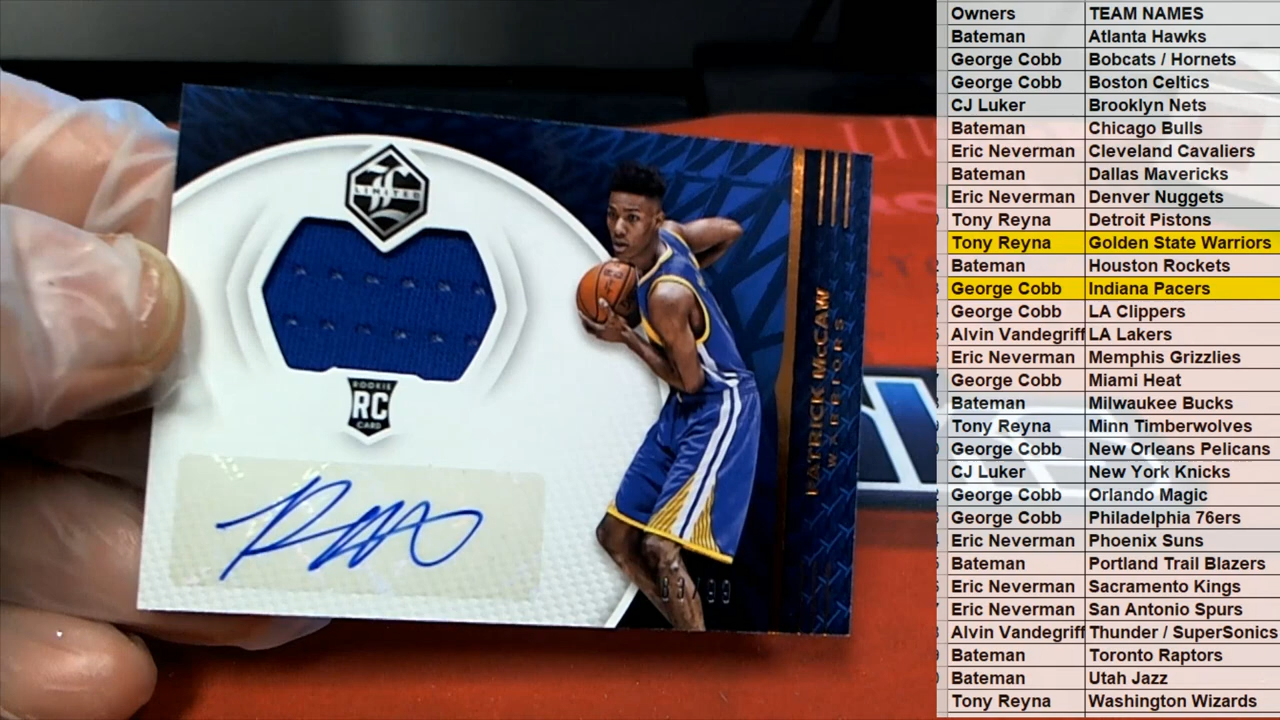 LIMITED
ROOKIE
RC
CARD
PATRICK McCAW
WARRIORS
Owners TEAM NAMES
Bateman Atlanta Hawks
George Cobb Bobcats / Hornets
George Cobb Boston Celtics
CJ Luker Brooklyn Nets
Bateman Chicago Bulls
Eric Neverman Cleveland Cavaliers
Bateman Dallas Mavericks
Eric Neverman Denver Nuggets
Tony Reyna Detroit Pistons
Tony Reyna Golden State Warriors
Bateman Houston Rockets
George Cobb Indiana Pacers
George Cobb LA Clippers
Alvin Vandegriff LA Lakers
Eric Neverman Memphis Grizzlies
George Cobb Miami Heat
Bateman Milwaukee Bucks
Tony Reyna Minn Timberwolves
George Cobb New Orleans Pelicans
CJ Luker New York Knicks
George Cobb Orlando Magic
George Cobb Philadelphia 76ers
Eric Neverman Phoenix Suns
Bateman Portland Trail Blazers
Eric Neverman Sacramento Kings
Eric Neverman San Antonio Spurs
Alvin Vandegriff Thunder / SuperSonics
Bateman Toronto Raptors
Bateman Utah Jazz
Tony Reyna Washington Wizards